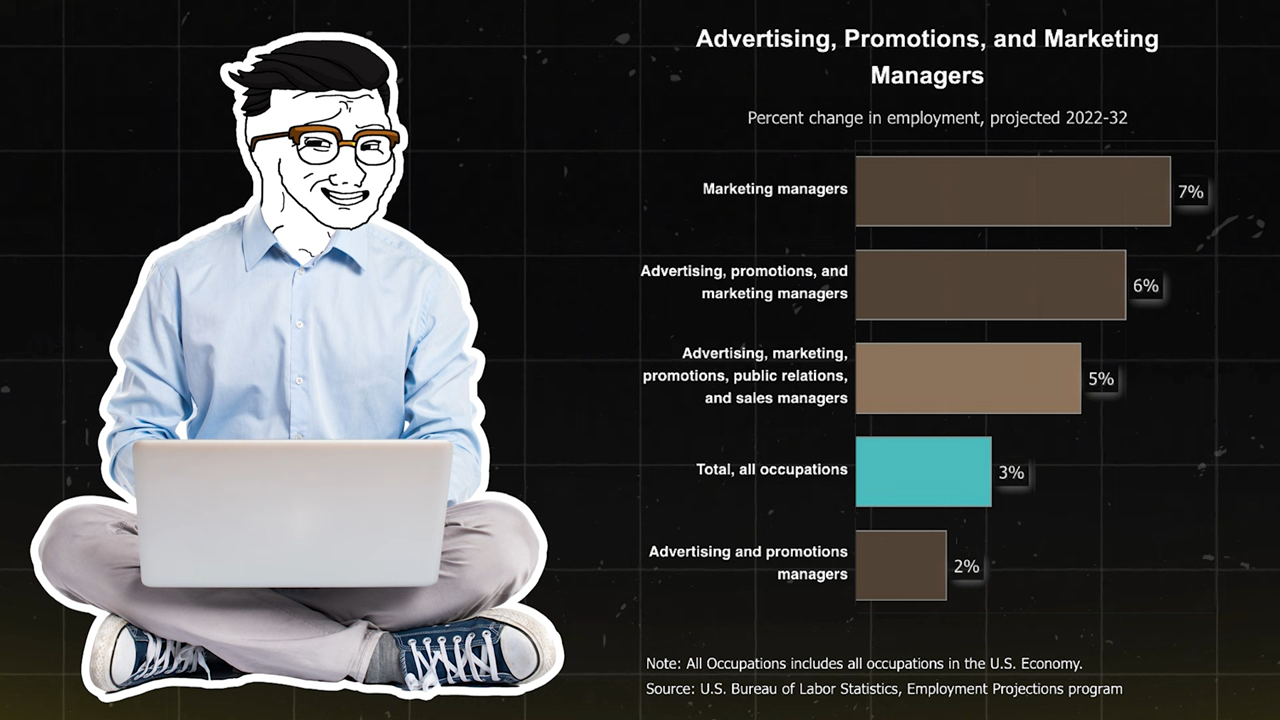 Advertising, Promotions, and Marketing
Managers
Percent change in employment, projected 2022-32
Marketing managers
7%
Advertising, promotions, and
marketing managers
6%
Advertising, marketing,
promotions, public relations,
and sales managers
5%
Total, all occupations
3%
Advertising and promotions
managers
2%
Note: All Occupations includes all occupations in the U.S. Economy.
Source: U.S. Bureau of Labor Statistics, Employment Projections program